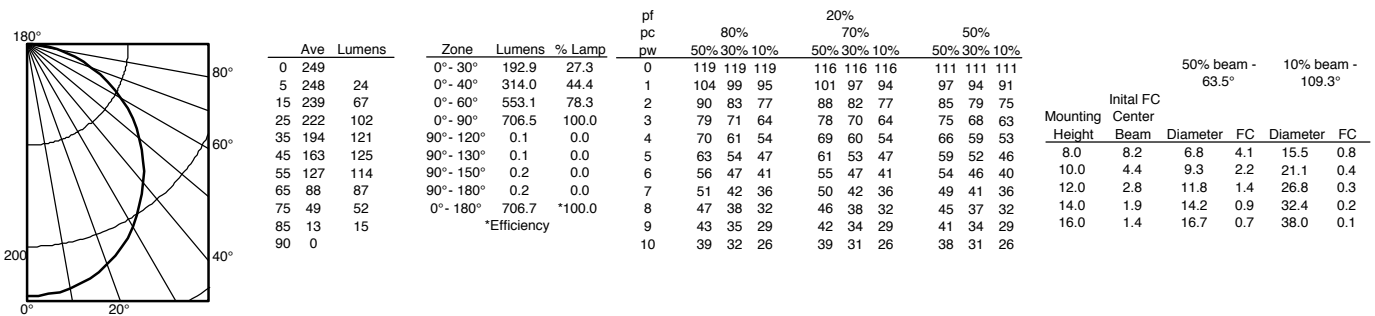 180°
80°
60°
200
40°
0° 20°
Ave Lumens
0 249
5 248 24
15 239 67
25 222 102
35 194 121
45 163 125
55 127 114
65 88 87
75 49 52
85 13 15
90 0
Zone Lumens % Lamp
0°- 30° 192.9 27.3
0°- 40° 314.0 44.4
0°- 60° 553.1 78.3
0°- 90° 706.5 100.0
90°- 120° 0.1 0.0
90°- 130° 0.1 0.0
90°- 150° 0.2 0.0
90°- 180° 0.2 0.0
0°- 180° 706.7 *100.0
*Efficiency
pf 20%
pc 80% 70% 50%
pw 50% 30% 10% 50% 30% 10% 50% 30% 10%
0 119 119 119 116 116 116 111 111 111
1 104 99 95 101 97 94 97 94 91
2 90 83 77 88 82 77 85 79 75
3 79 71 64 78 70 64 75 68 63
4 70 61 54 69 60 54 66 59 53
5 63 54 47 61 53 47 59 52 46
6 56 47 41 55 47 41 54 46 40
7 51 42 36 50 42 36 49 41 36
8 47 38 32 46 38 32 45 37 32
9 43 35 29 42 34 29 41 34 29
10 39 32 26 39 31 26 38 31 26
50% beam - 10% beam -
63.5° 109.3°
Inital FC
Mounting Center
Height Beam Diameter FC Diameter FC
8.0 8.2 6.8 4.1 15.5 0.8
10.0 4.4 9.3 2.2 21.1 0.4
12.0 2.8 11.8 1.4 26.8 0.3
14.0 1.9 14.2 0.9 32.4 0.2
16.0 1.4 16.7 0.7 38.0 0.1